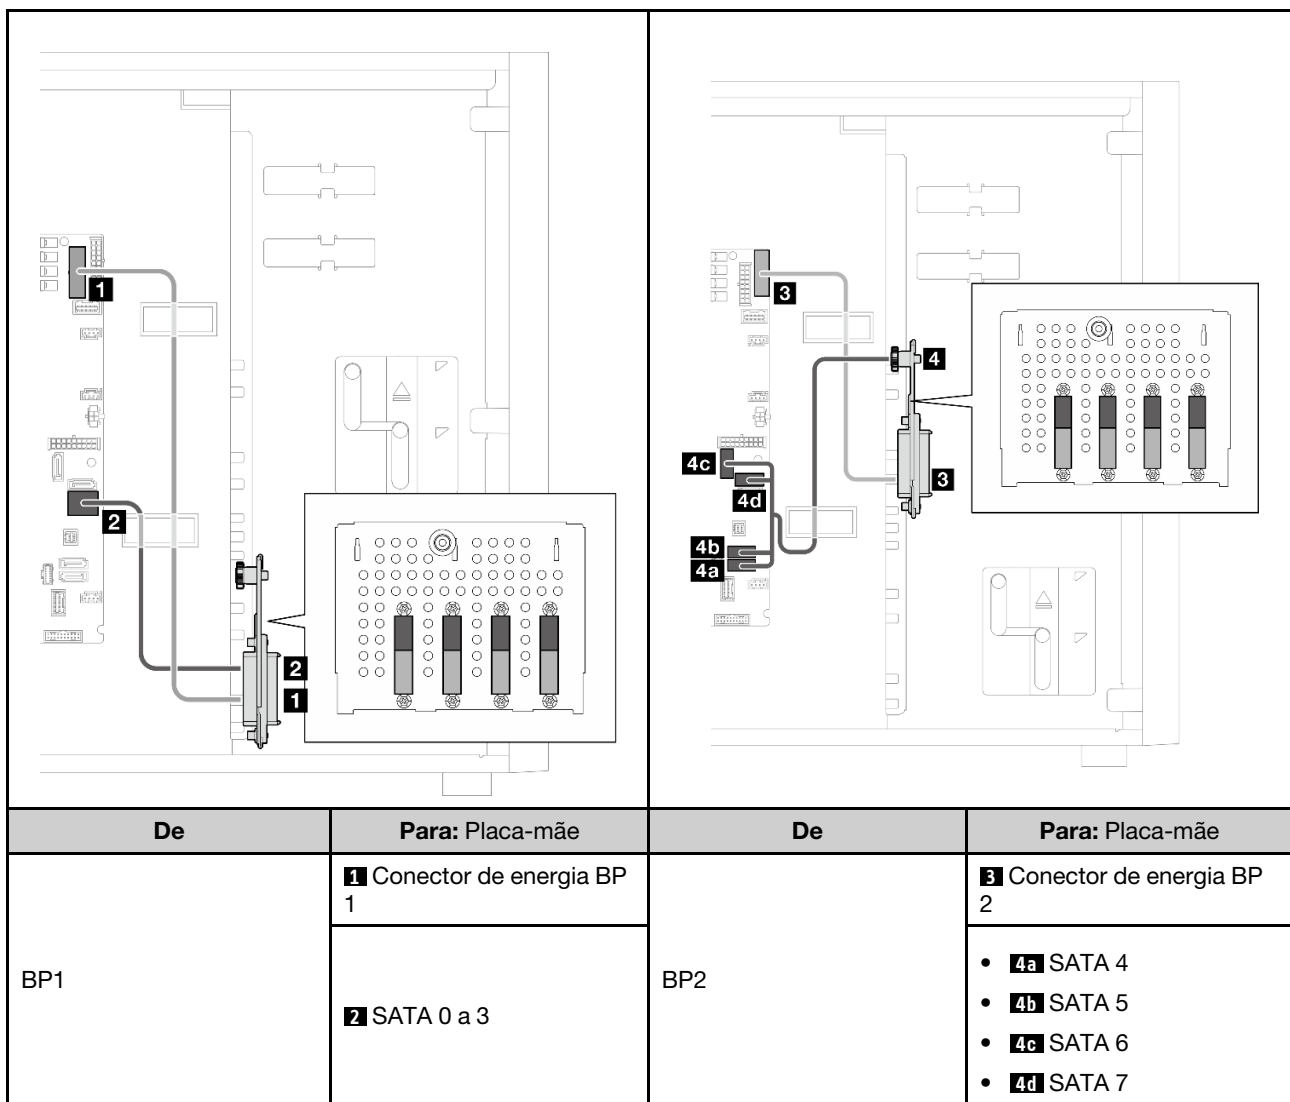 1
2
2
1
3
4
4c
4d
3
4b
4a
De
Para: Placa-mãe
De
Para: Placa-mãe
BP1
1 Conector de energia BP
1
2 SATA 0 a 3
BP2
3 Conector de energia BP
2
• 4a SATA 4
• 4b SATA 5
• 4c SATA 6
• 4d SATA 7